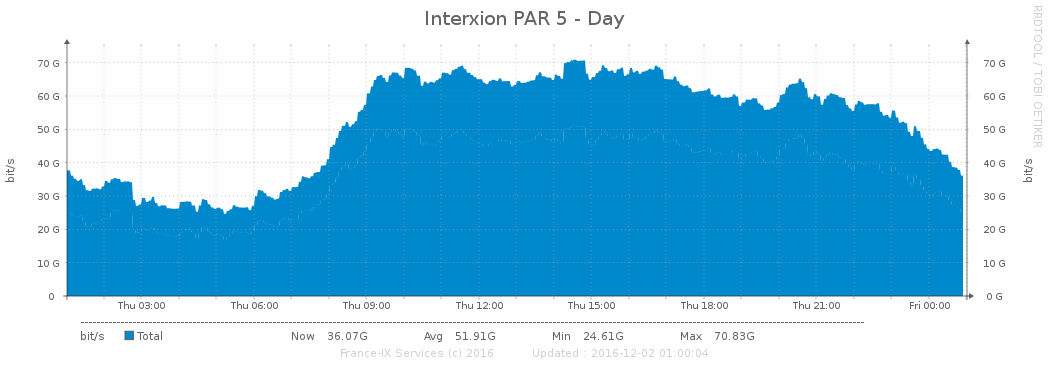 Interxion PAR 5 - Day
RRDTOOL / TOBI OETIKER
bit/s
70 G
60 G
50 G
40 G
30 G
20 G
10 G
0
70 G
60 G
50 G
40 G
30 G
20 G
10 G
0 G
bit/s
Thu 03:00 Thu 06:00 Thu 09:00 Thu 12:00 Thu 15:00 Thu 18:00 Thu 21:00 Fri 00:00
bit/s Total Now 36.07G Avg 51.91G Min 24.61G Max 70.83G
France-IX Services (c) 2016 Updated : 2016-12-02 01:00:04